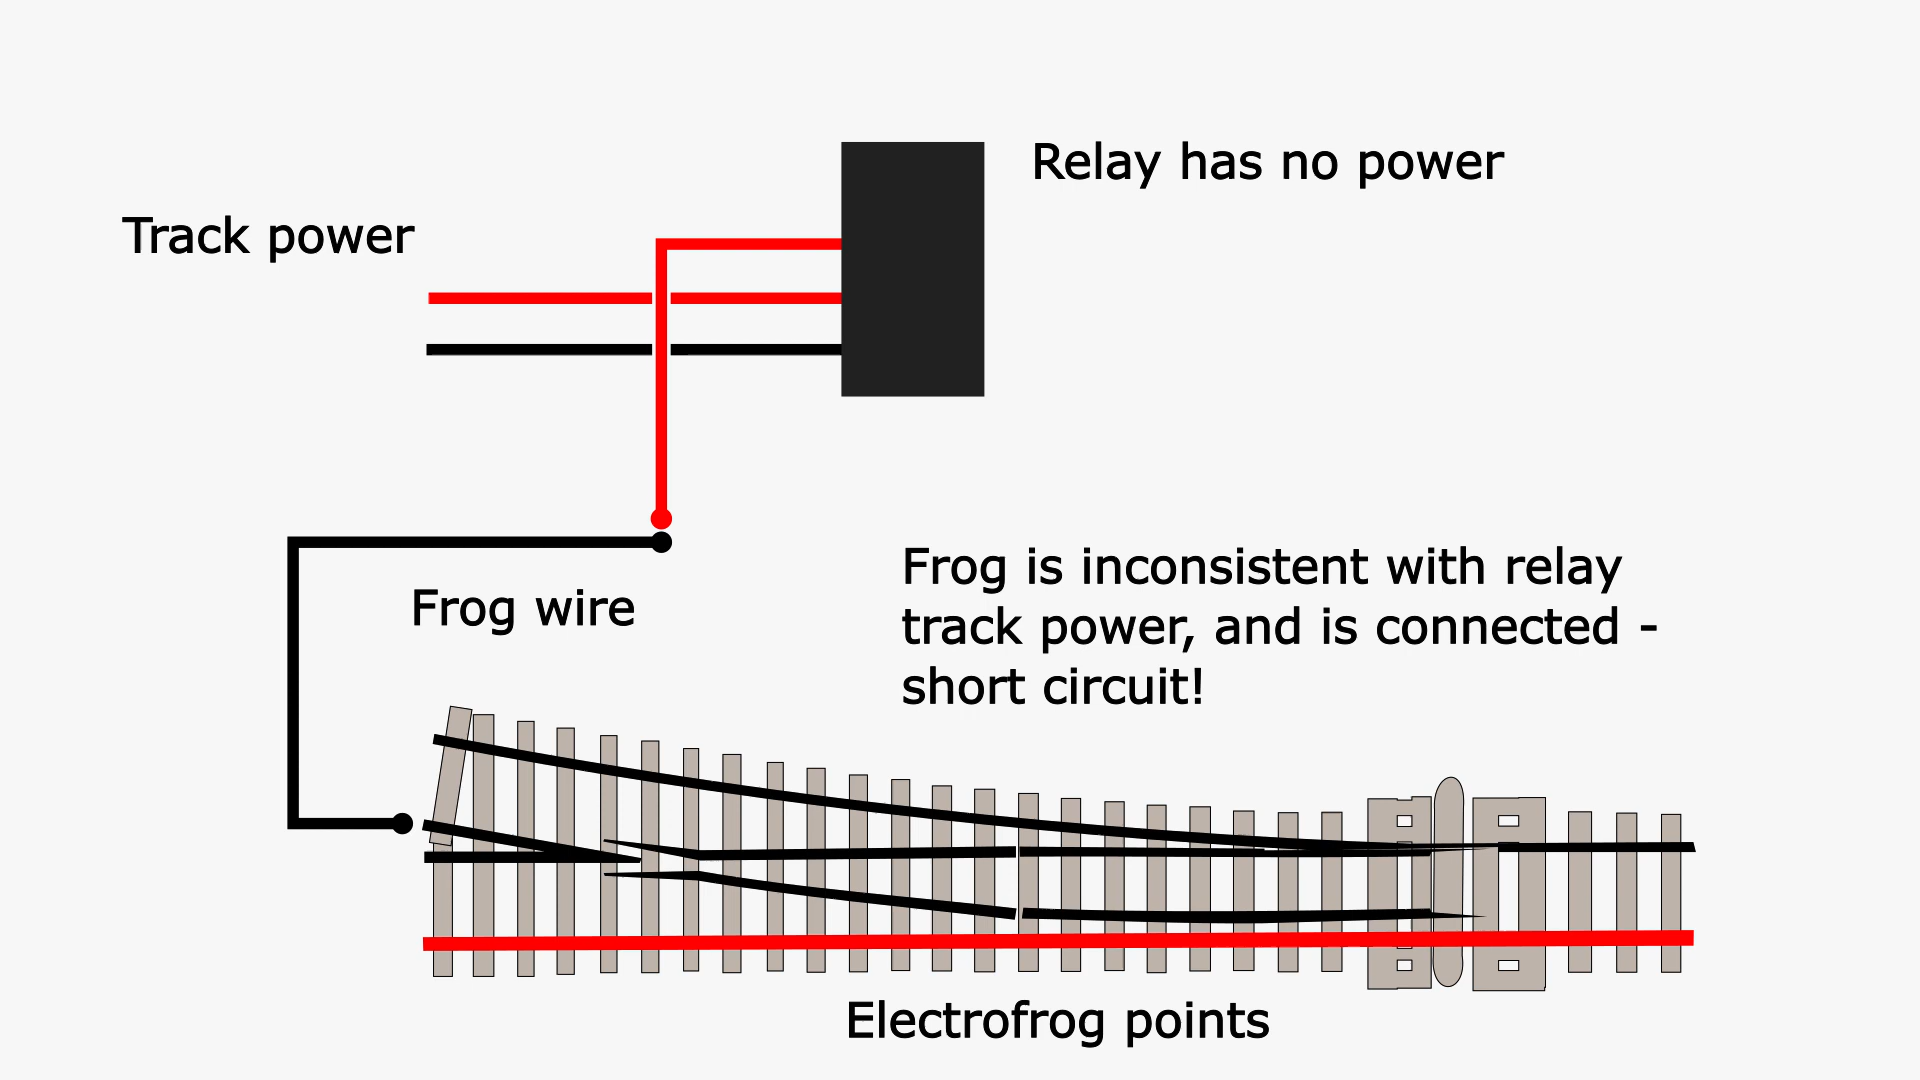 Relay has no power
Track power
Frog is inconsistent with relay
track power, and is connected -
short circuit!
Frog wire
Electrofrog points